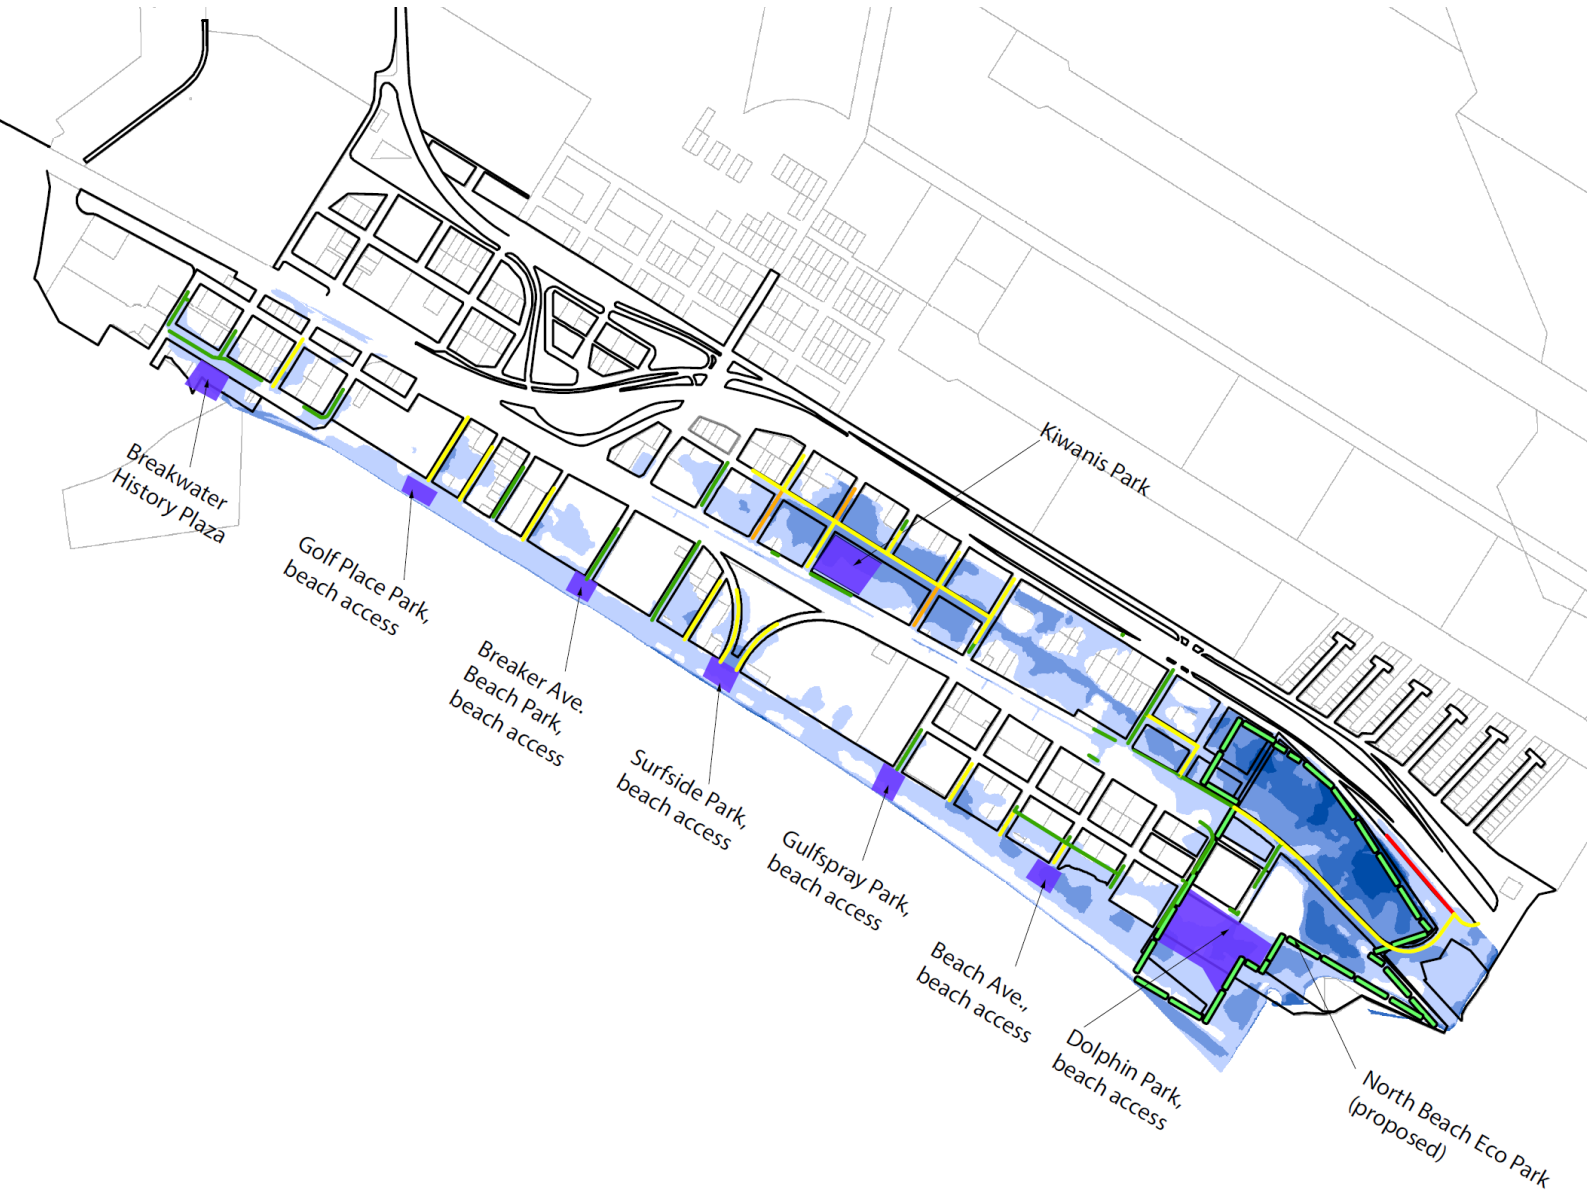 Kiwanis Park
Breakwater
History Plaza
Golf Place Park,
beach access
Breaker Ave.
Beach Park,
beach access
Surfside Park,
beach access
Gulfspray Park,
beach access
Beach Ave.,
beach access
Dolphin Park,
beach access
North Beach Eco Park
(proposed)